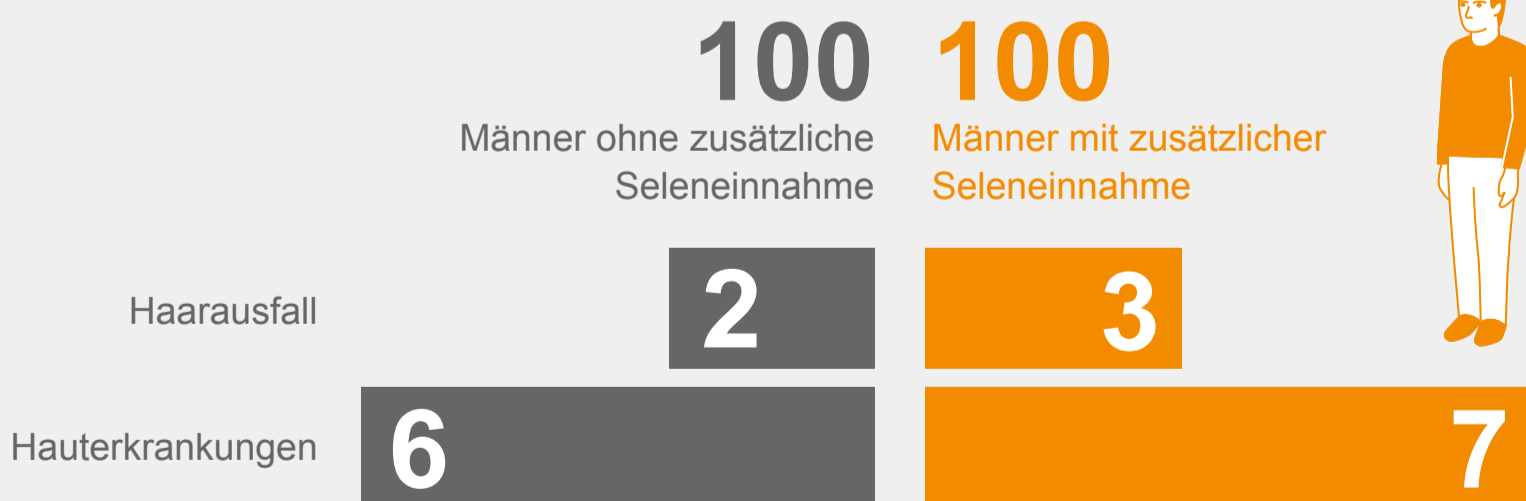 100
Männer ohne zusätzliche
Seleneinnahme
100
Männer mit zusätzlicher
Seleneinnahme
Haarausfall
2
3
Hauterkrankungen
6
7